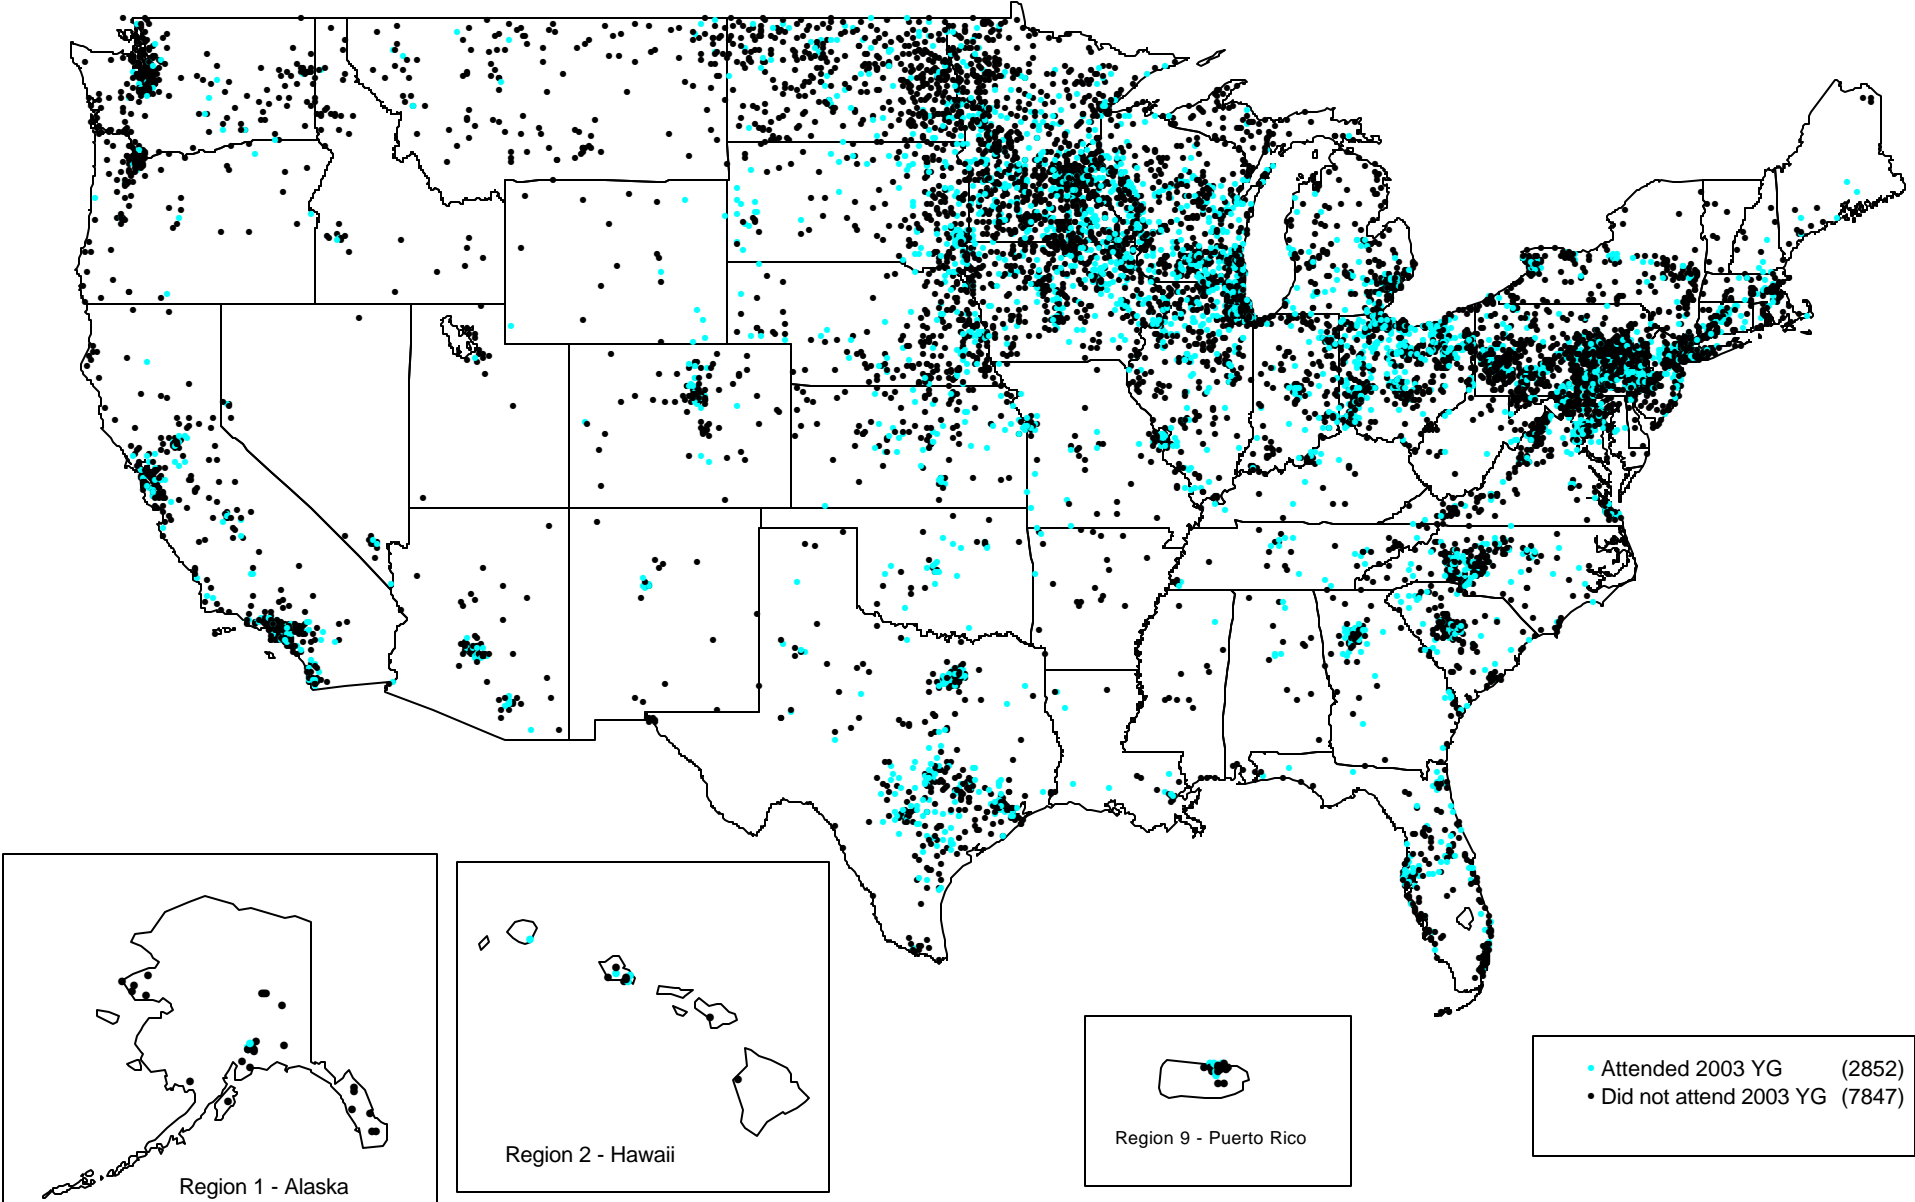 Attended 2003 YG (2852)
Did not attend 2003 YG (7847)
Region 9 - Puerto Rico
Region 2 - Hawaii
Region 1 - Alaska